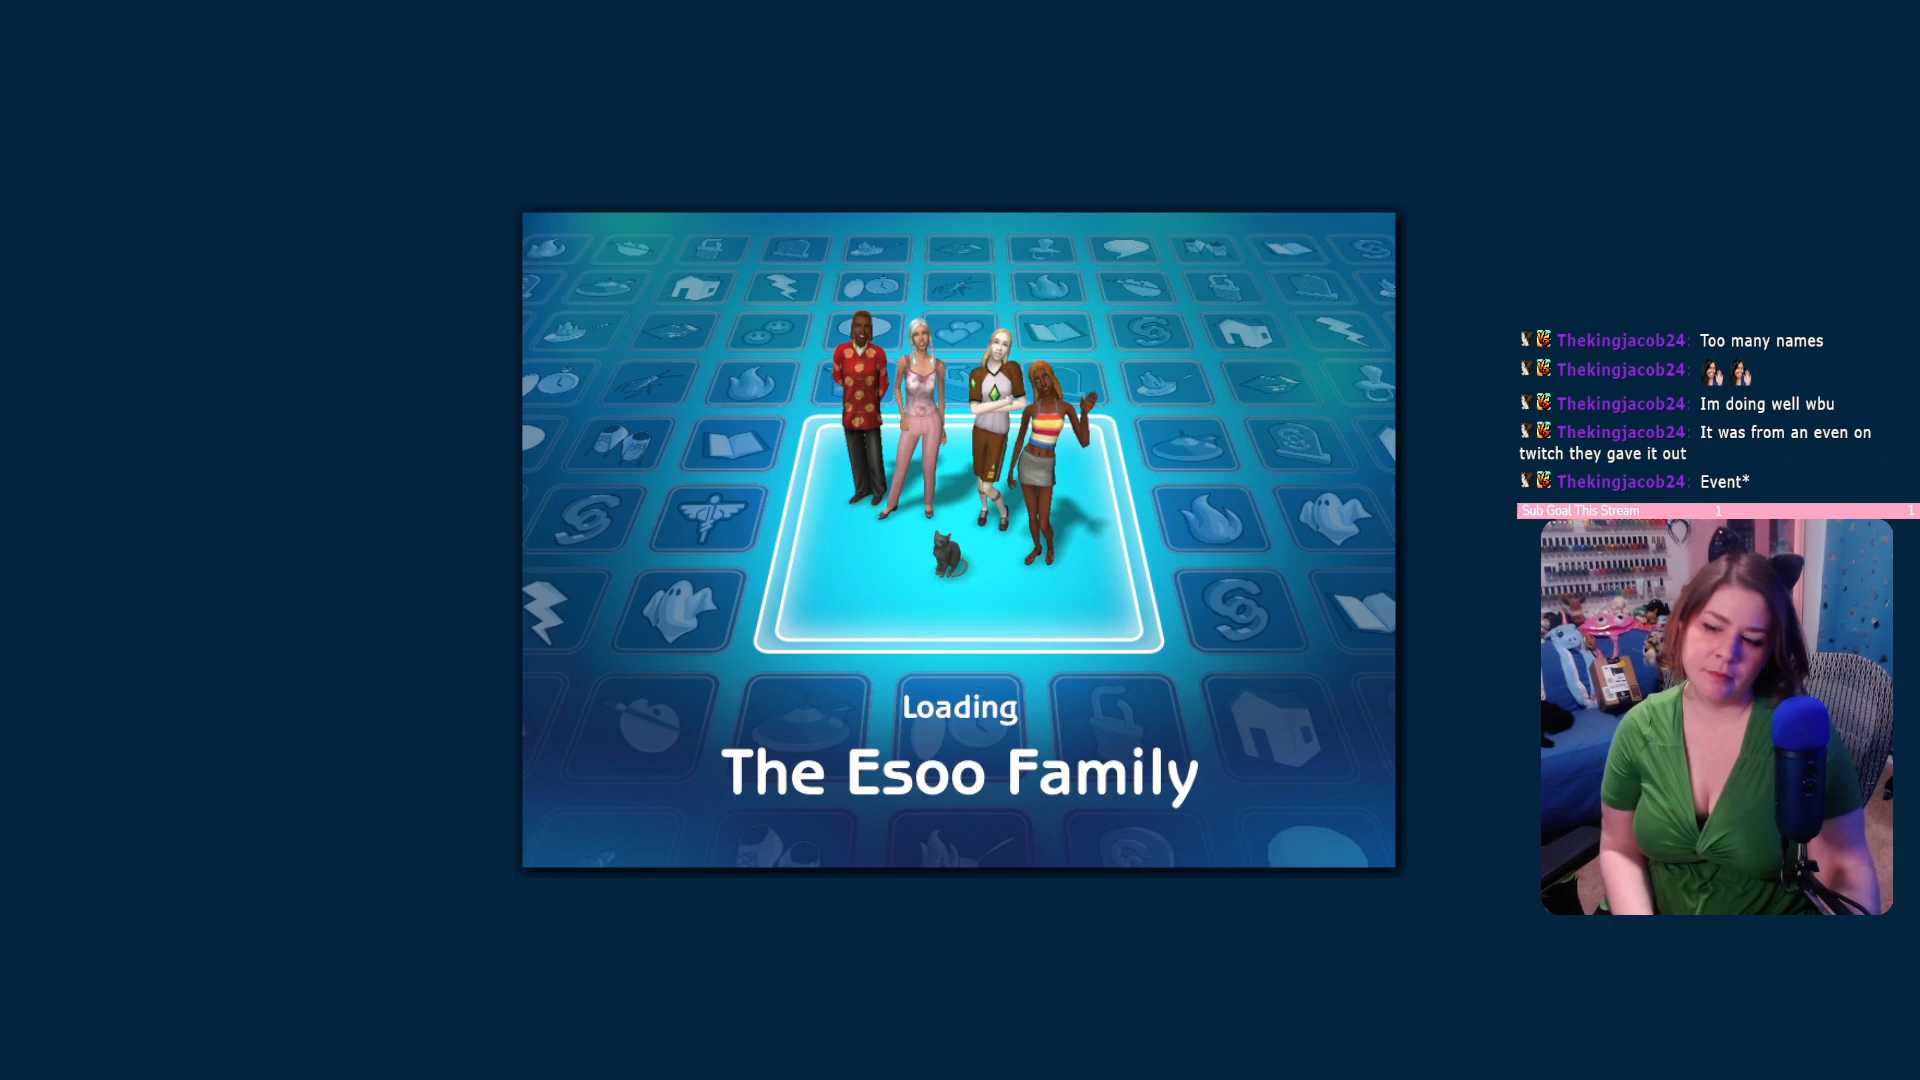 Loading
The Esoo Family
Thekingjacob24: Too many names
Thekingjacob24:
Thekingjacob24: Im doing well wbu
Thekingjacob24: It was from an even on
twitch they gave it out
Thekingjacob24: Event*
Sub Goal This Stream 1 1